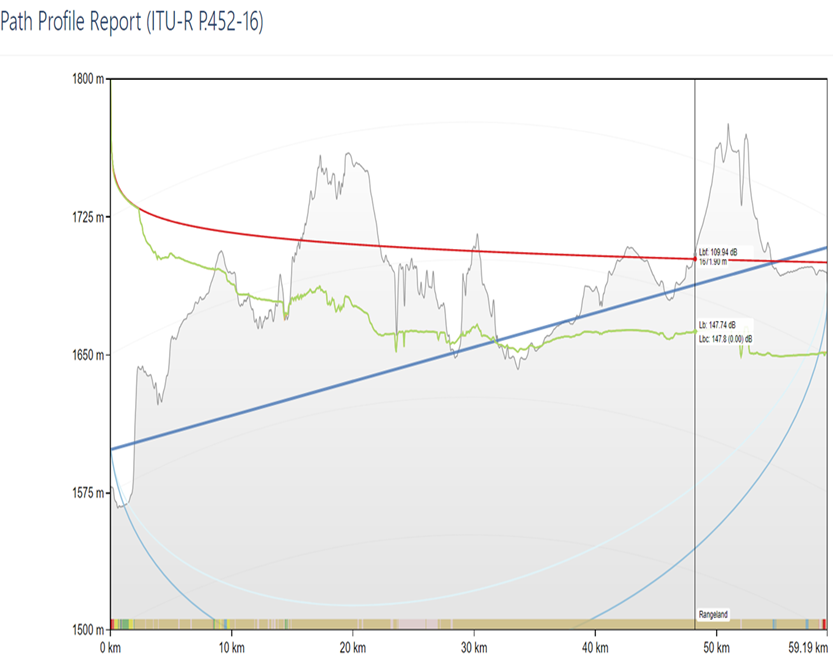 Path Profile Report (ITU-R P.452-16)
1800 m
1725 m
1650 m
1575 m
1500 m
Lbf: 109.94 dB
1671.90 m
Lb: 147.74 dB
Lbc: 147.8 (0.00) dB
Rangeland
0 km
10 km
20 km
30 km
40 km
50 km
59.19 km